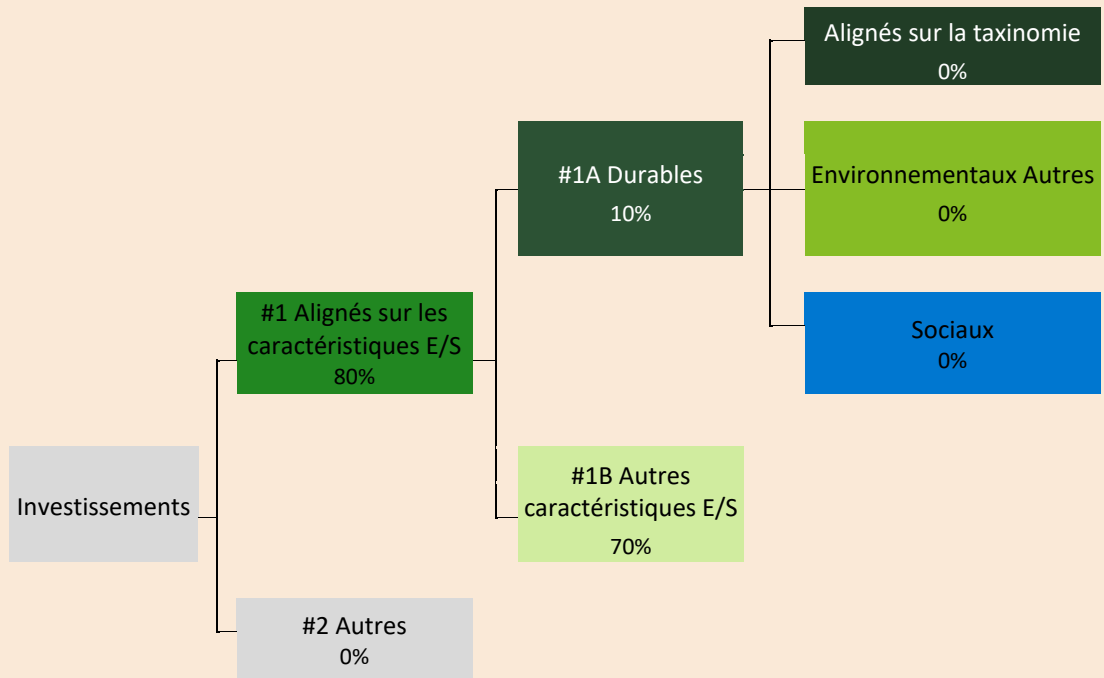 Alignés sur la taxinomie
0%
#1A Durables
10%
Environnementaux Autres
0%
#1 Alignés sur les
caractéristiques E/S
80%
Sociaux
0%
Investissements
#1B Autres
caractéristiques E/S
70%
#2 Autres
0%